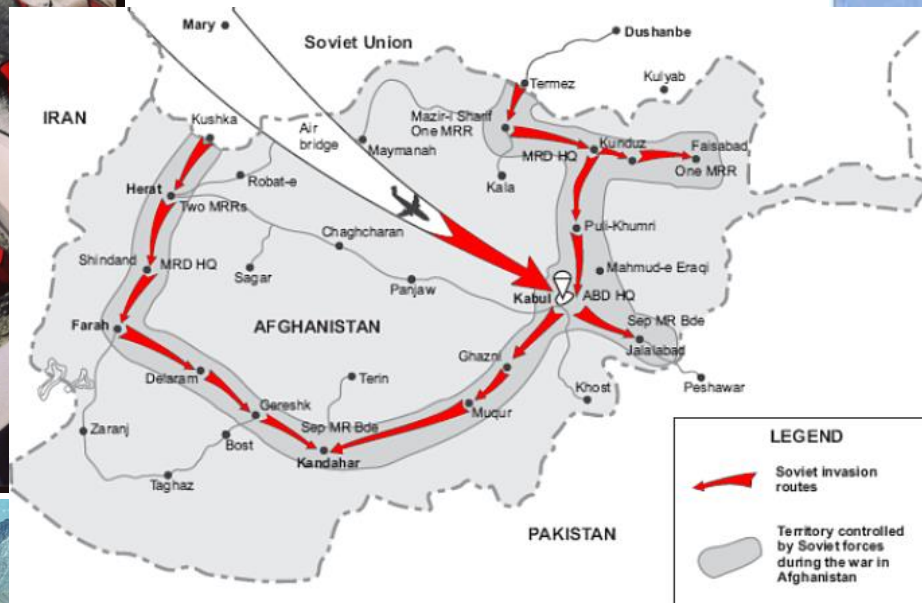 Mary
Soviet Union
Dushanbe
Termez
Kulyab
IRAN
Kushka
Air
bridge
Mazir-i Sharif
One MRR
Maymanah
MRD HQ
Kunduz
Faisabad
One MRR
Kala
Herat
Robat-e
Two MRRs
Puli-Khumri
Chaghcharan
Shindand
MRD HQ
Sagar
Panjaw
Mahmud-e Eraqi
Kabul
ABD HQ
Farah
AFGHANISTAN
Sep MR Bde
Jalalabad
Ghazni
Delaram
Terin
Khost
Peshawar
Gereshk
Muqur
Sep MR Bde
Zaranj
Bost
Kandahar
Taghaz
PAKISTAN
LEGEND
Soviet invasion
routes
Territory controlled
by Soviet forces
during the war in
Afghanistan